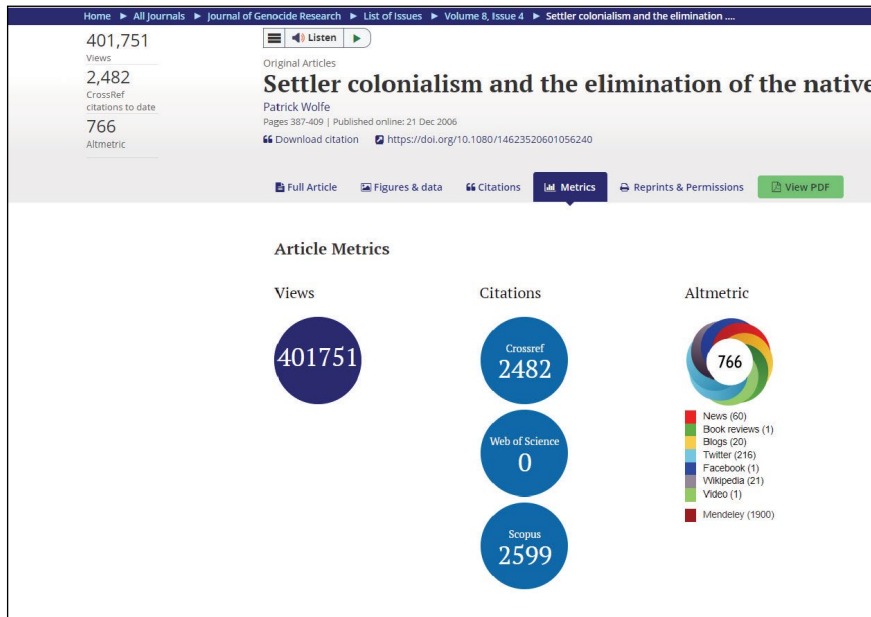 Home ▶ All Journals ▶ Journal of Genocide Research ▶ List of Issues ▶ Volume 8, Issue 4 ▶ Settler colonialism and the elimination ....
401,751
Views
2,482
CrossRef
citations to date
766
Altmetric
Listen
Original Articles
Settler colonialism and the elimination of the native
Patrick Wolfe
Pages 387-409 | Published online: 21 Dec 2006
Download citation https://doi.org/10.1080/14623520601056240
Full Article Figures & data Citations Metrics Reprints & Permissions View PDF
Article Metrics
Views
401751
Citations
Crossref
2482
Web of Science
0
Scopus
2599
Altmetric
766
News (60)
Book reviews (1)
Blogs (20)
Twitter (216)
Facebook (1)
Wikipedia (21)
Video (1)
Mendeley (1900)